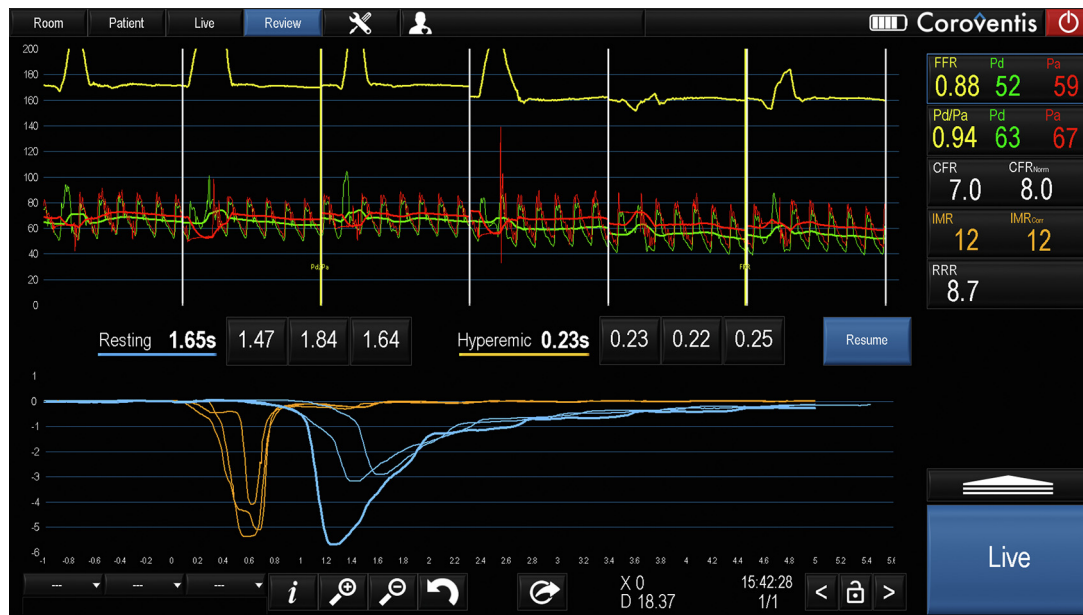 Room Patient Live Review Coroventis
200
180
160
140
120
100
80
60
40
20
0
Pd/Pa FFR
FFR Pd Pa
0.88 52 59
Pd/Pa Pd Pa
0.94 63 67
CFR CFRNorm
7.0 8.0
IMR IMRCorr
12 12
RRR
8.7
Resting 1.65s 1.47 1.84 1.64 Hyperemic 0.23s 0.23 0.22 0.25 Resume
1
0
-1
-2
-3
-4
-5
-6
-1 -0.8 -0.6 -0.4 -0.2 0 0.2 0.4 0.6 0.8 1 1.2 1.4 1.6 1.8 2 2.2 2.4 2.6 2.8 3 3.2 3.4 3.6 3.8 4 4.2 4.4 4.6 4.8 5 5.2 5.4 5.6
--- --- --- i X 0 15:42:28 < >
D 18.37 1/1
Live